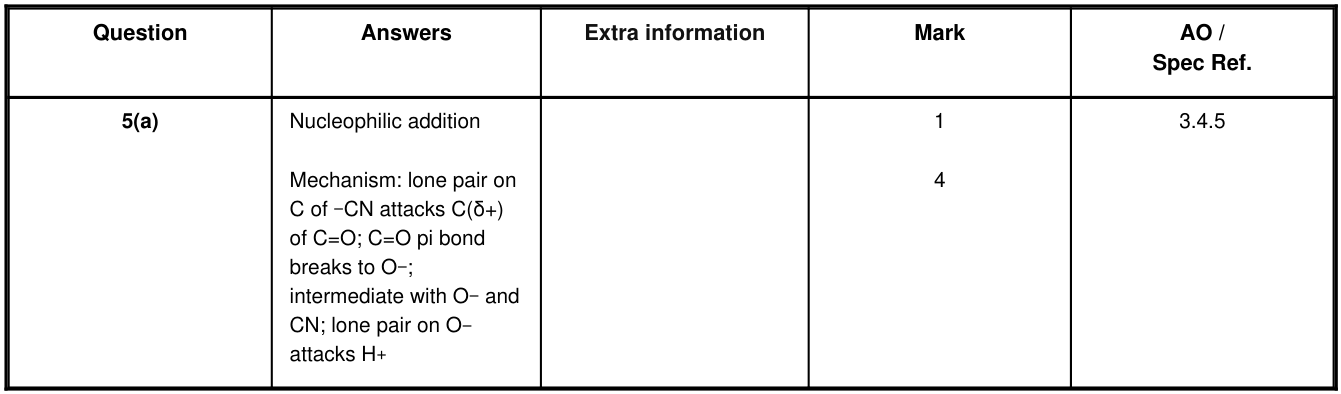 Question Answers Extra information Mark AO /
Spec Ref.
5(a) Nucleophilic addition 1 3.4.5
Mechanism: lone pair on 4
C of −CN attacks C(δ+)
of C=O; C=O pi bond
breaks to O−;
intermediate with O− and
CN; lone pair on O−
attacks H+